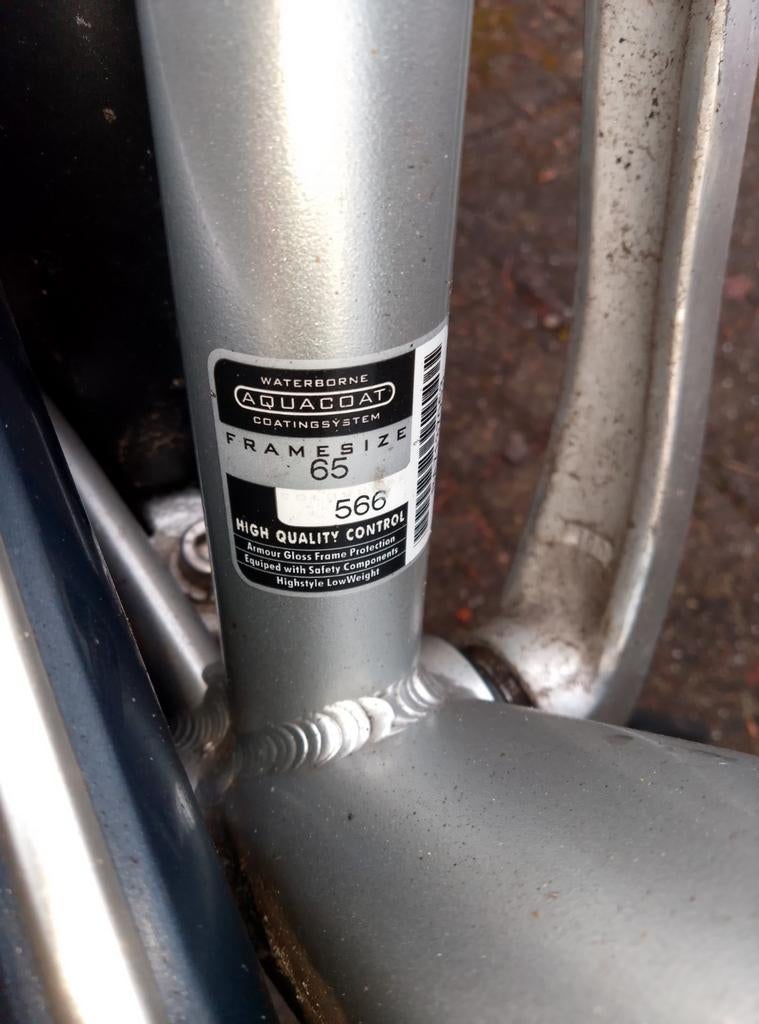 WATERBORNE
AQUACOAT
COATINGSYSTEM
FRAMESIZE
65
566
HIGH QUALITY CONTROL
Armour Gloss Frame Protection
Equiped with Safety Components
Highstyle LowWeight